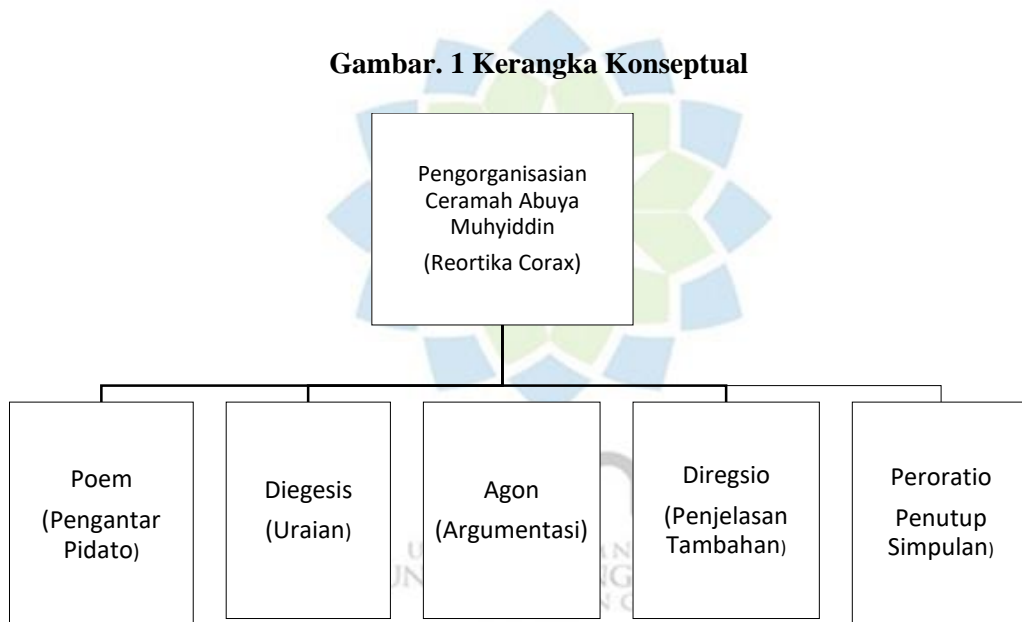 Gambar. 1 Kerangka Konseptual
Pengorganisasian
Ceramah Abuya
Muhyiddin
(Reortika Corax)
Poem
(Pengantar
Pidato)
Diegesis
(Uraian)
Agon
(Argumentasi)
Diregsio
(Penjelasan
Tambahan)
Peroratio
Penutup
Simpulan)